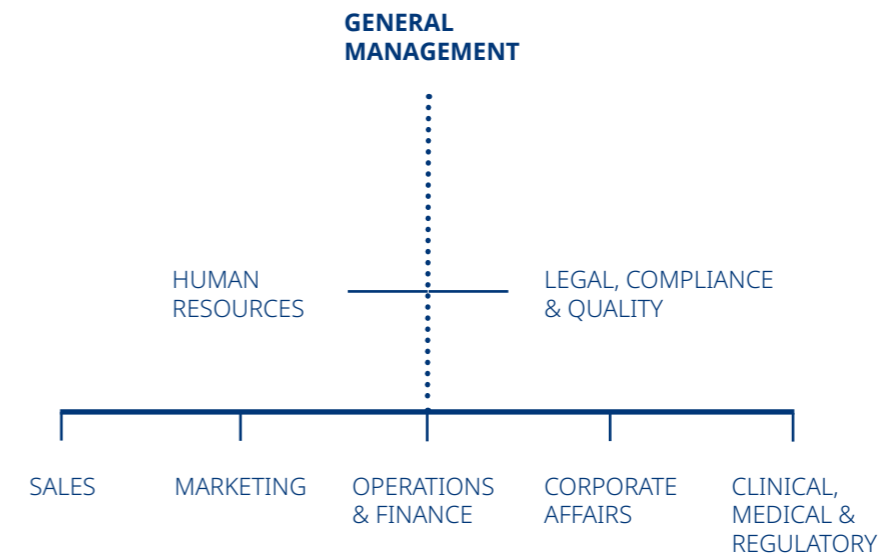 GENERAL
MANAGEMENT
HUMAN
RESOURCES
LEGAL, COMPLIANCE
& QUALITY
SALES
MARKETING
OPERATIONS
& FINANCE
CORPORATE
AFFAIRS
CLINICAL,
MEDICAL &
REGULATORY